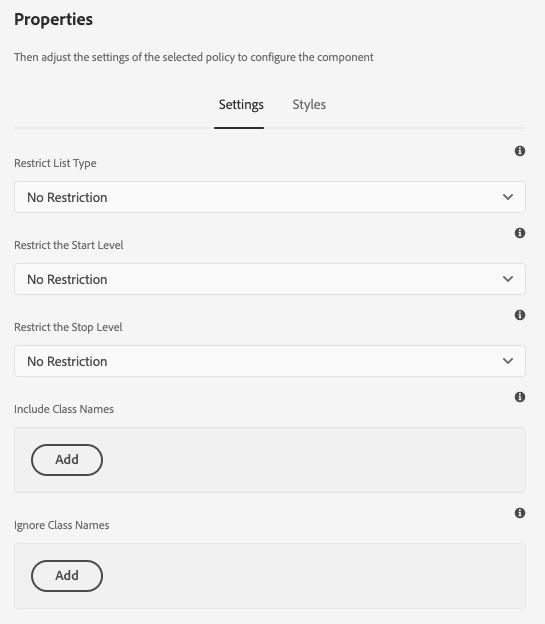 Properties
Then adjust the settings of the selected policy to configure the component
Settings Styles
Restrict List Type
No Restriction
Restrict the Start Level
No Restriction
Restrict the Stop Level
No Restriction
Include Class Names
Add
Ignore Class Names
Add